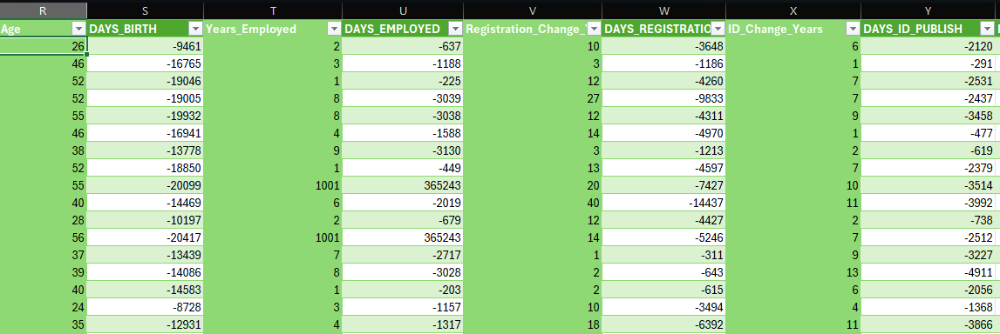 R S T U V W X Y
Age DAYS_BIRTH Years_Employed DAYS_EMPLOYED Registration_Change_ DAYS_REGISTRATIO ID_Change_Years DAYS_ID_PUBLISH
26 -9461 2 -637 10 -3648 6 -2120
46 -16765 3 -1188 3 -1186 1 -291
52 -19046 1 -225 12 -4260 7 -2531
52 -19005 8 -3039 27 -9833 7 -2437
55 -19932 8 -3038 12 -4311 9 -3458
46 -16941 4 -1588 14 -4970 1 -477
38 -13778 9 -3130 3 -1213 2 -619
52 -18850 1 -449 13 -4597 7 -2379
55 -20099 1001 365243 20 -7427 10 -3514
40 -14469 6 -2019 40 -14437 11 -3992
28 -10197 2 -679 12 -4427 2 -738
56 -20417 1001 365243 14 -5246 7 -2512
37 -13439 7 -2717 1 -311 9 -3227
39 -14086 8 -3028 2 -643 13 -4911
40 -14583 1 -203 2 -615 6 -2056
24 -8728 3 -1157 10 -3494 4 -1368
35 -12931 4 -1317 18 -6392 11 -3866